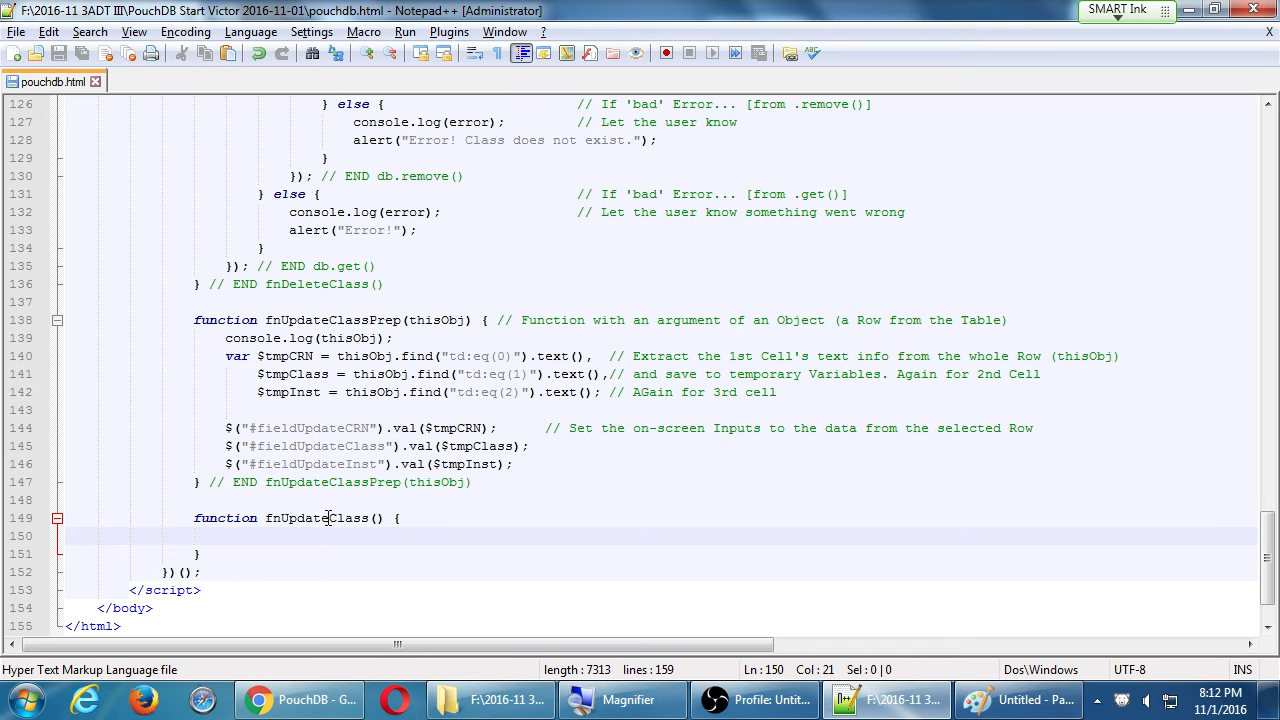 F:\2016-11 3ADT III\PouchDB Start Victor 2016-11-01\pouchdb.html - Notepad++ [Administrator]
SMART Ink
File Edit Search View Encoding Language Settings Macro Run Plugins Window ? X
pouchdb.html
126 } else { // If 'bad' Error... [from .remove()]
127 console.log(error); // Let the user know
128 alert("Error! Class does not exist.");
129 }
130 }); // END db.remove()
131 } else { // If 'bad' Error... [from .get()]
132 console.log(error); // Let the user know something went wrong
133 alert("Error!");
134 }
135 }); // END db.get()
136 } // END fnDeleteClass()
137
138 function fnUpdateClassPrep(thisObj) { // Function with an argument of an Object (a Row from the Table)
139 console.log(thisObj);
140 var $tmpCRN = thisObj.find("td:eq(0)").text(), // Extract the 1st Cell's text info from the whole Row (thisObj)
141 $tmpClass = thisObj.find("td:eq(1)").text(),// and save to temporary Variables. Again for 2nd Cell
142 $tmpInst = thisObj.find("td:eq(2)").text(); // AGain for 3rd cell
143
144 $("#fieldUpdateCRN").val($tmpCRN); // Set the on-screen Inputs to the data from the selected Row
145 $("#fieldUpdateClass").val($tmpClass);
146 $("#fieldUpdateInst").val($tmpInst);
147 } // END fnUpdateClassPrep(thisObj)
148
149 function fnUpdateClass() {
150
151 }
152 })();
153 </script>
154 </body>
155 </html>
Hyper Text Markup Language file length : 7313 lines : 159 Ln : 150 Col : 21 Sel : 0 | 0 Dos\Windows UTF-8 INS
PouchDB - G... F:\2016-11 3... Magnifier Profile: Untit... F:\2016-11 3... Untitled - Pa... 8:12 PM
11/1/2016